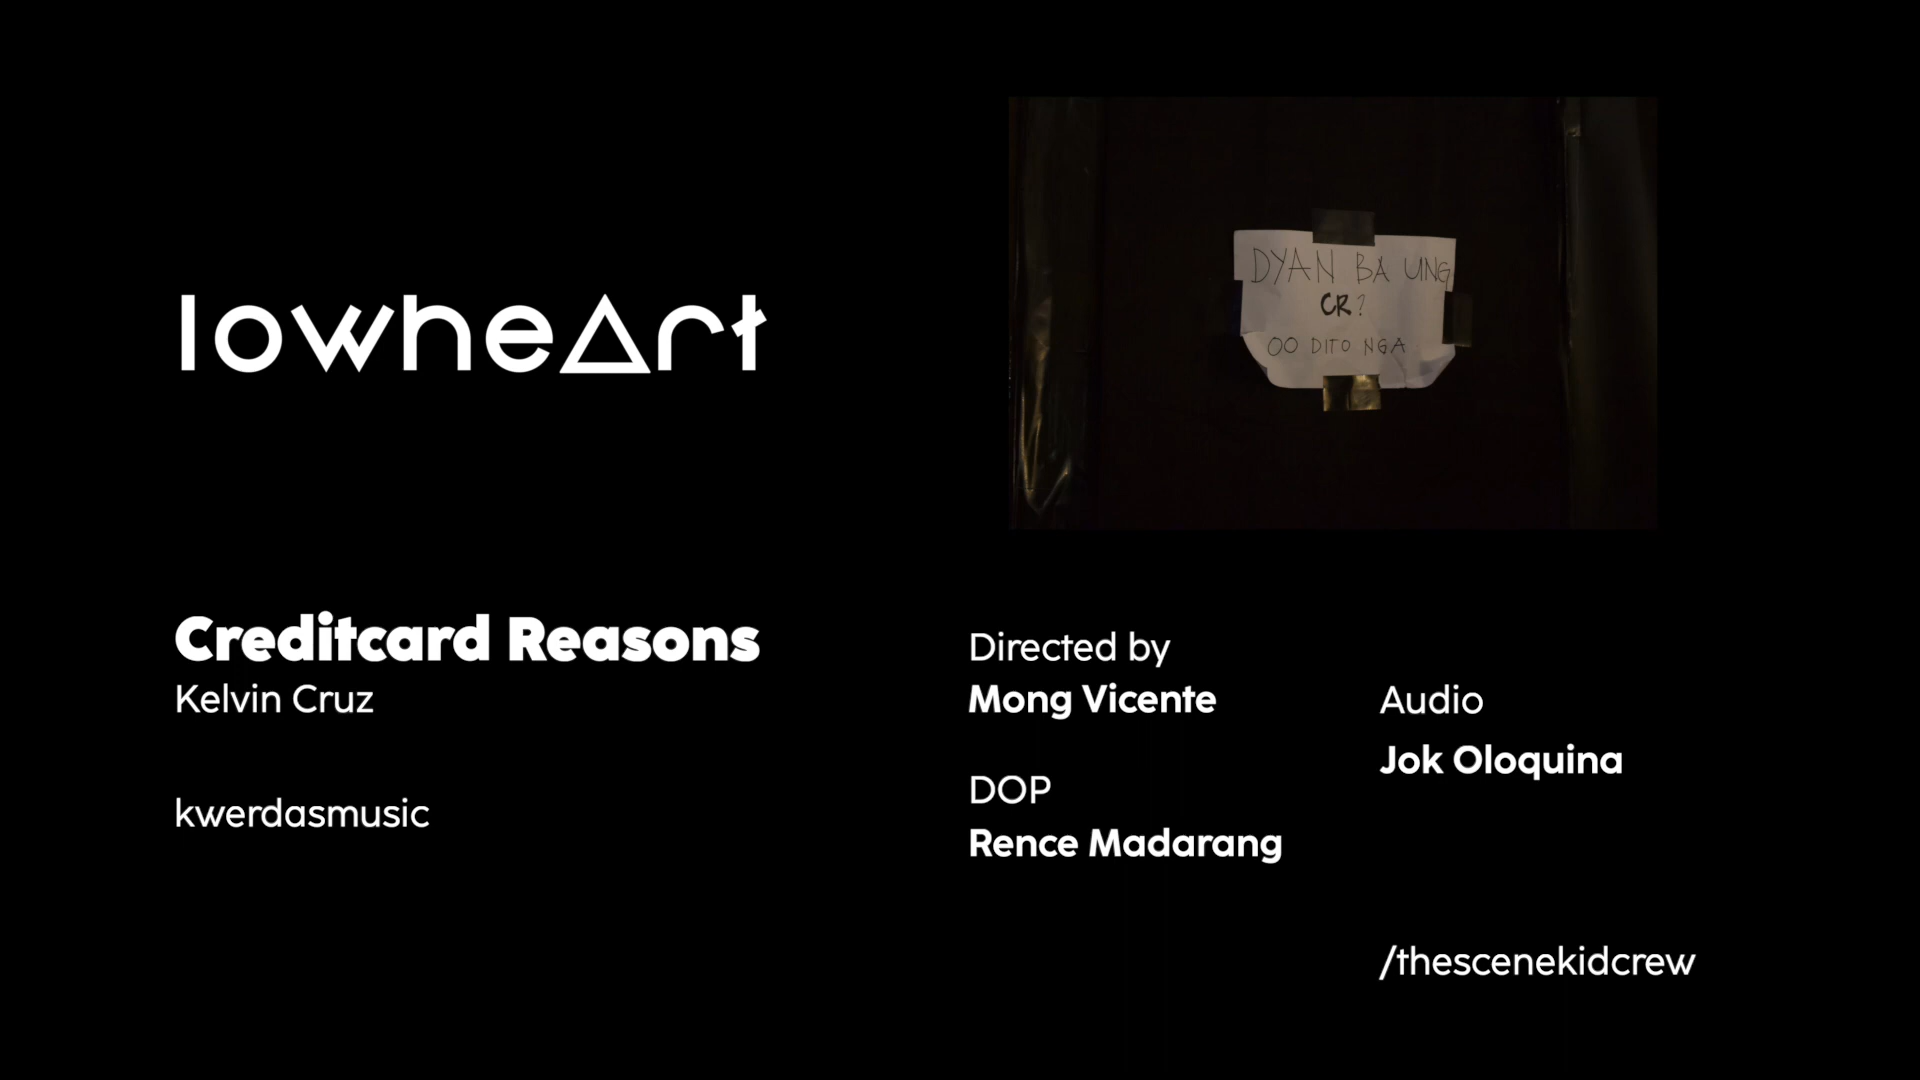 lowheart
DYAN BA UNG
CR?
OO DITO NGA
Creditcard Reasons
Kelvin Cruz
kwerdasmusic
Directed by
Mong Vicente
DOP
Rence Madarang
Audio
Jok Oloquina
/thescenekidcrew